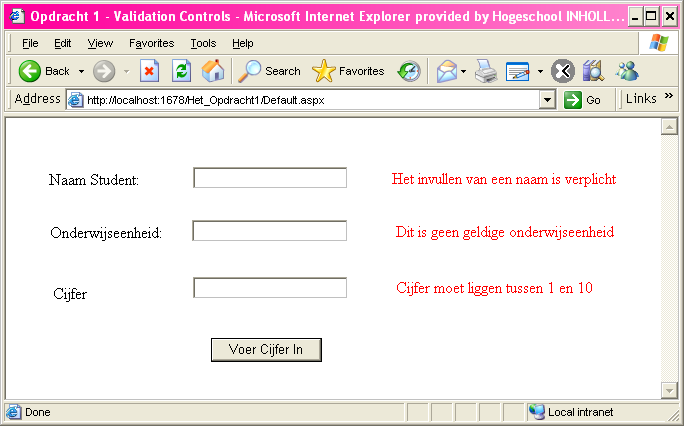 Opdracht 1 - Validation Controls - Microsoft Internet Explorer provided by Hogeschool INHOLL...
File Edit View Favorites Tools Help
Back Search Favorites
Address http://localhost:1678/Het_Opdracht1/Default.aspx Go Links »
Naam Student: Het invullen van een naam is verplicht
Onderwijseenheid: Dit is geen geldige onderwijseenheid
Cijfer Cijfer moet liggen tussen 1 en 10
Voer Cijfer In
Done Local intranet